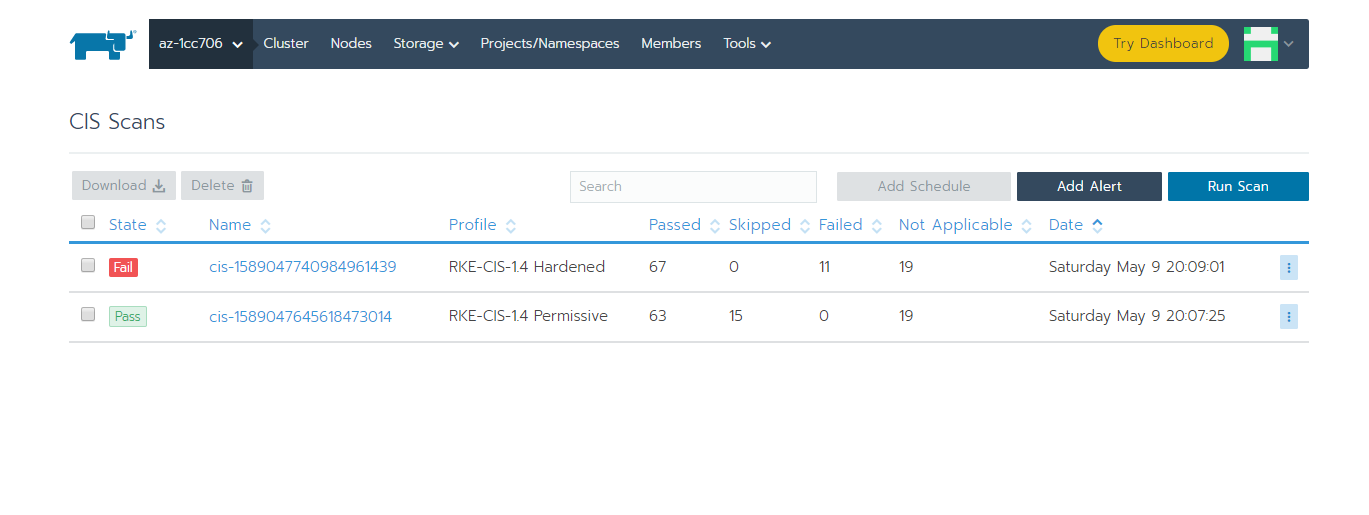 az-1cc706 Cluster Nodes Storage Projects/Namespaces Members Tools Try Dashboard
CIS Scans
Download Delete Search Add Schedule Add Alert Run Scan
State Name Profile Passed Skipped Failed Not Applicable Date
Fail cis-1589047740984961439 RKE-CIS-1.4 Hardened 67 0 11 19 Saturday May 9 20:09:01
Pass cis-1589047645618473014 RKE-CIS-1.4 Permissive 63 15 0 19 Saturday May 9 20:07:25